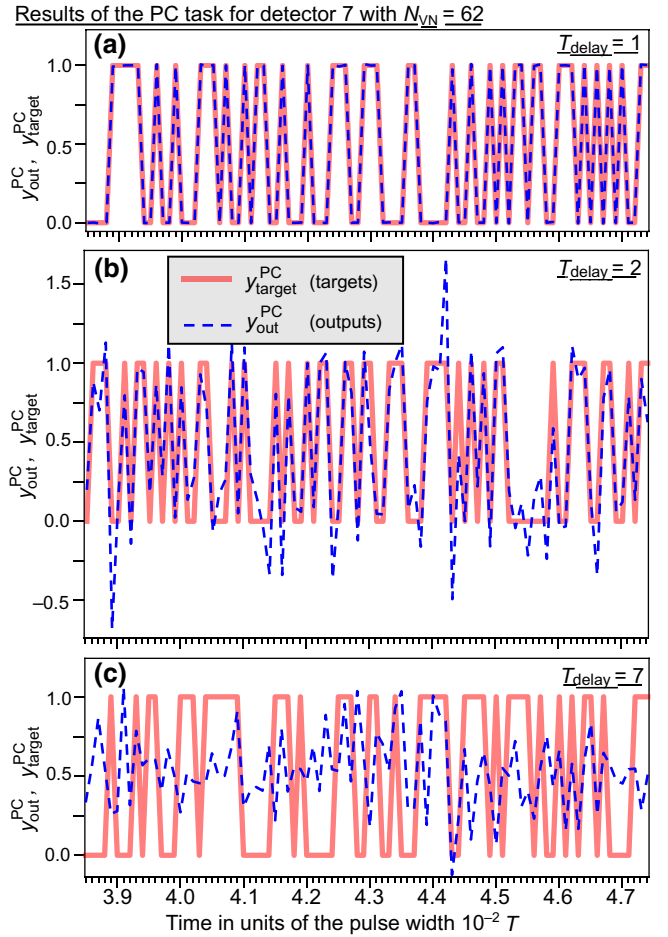 Results of the PC task for detector 7 with N_VN = 62
(a)
T_delay = 1
1.0
0.5
0.0
y_out^PC , y_target^PC
(b)
T_delay = 2
y_target^PC (targets)
y_out^PC (outputs)
1.5
1.0
0.5
0.0
−0.5
y_out^PC , y_target^PC
(c)
T_delay = 7
1.0
0.5
0.0
y_out^PC , y_target^PC
3.9 4.0 4.1 4.2 4.3 4.4 4.5 4.6 4.7
Time in units of the pulse width 10⁻² T